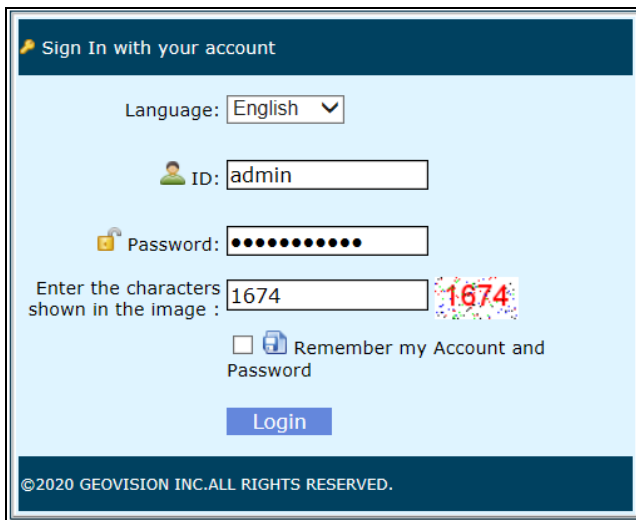 Sign In with your account
Language: English
ID: admin
Password: •••••••••••
Enter the characters
shown in the image : 1674 1674
Remember my Account and
Password
Login
©2020 GEOVISION INC.ALL RIGHTS RESERVED.